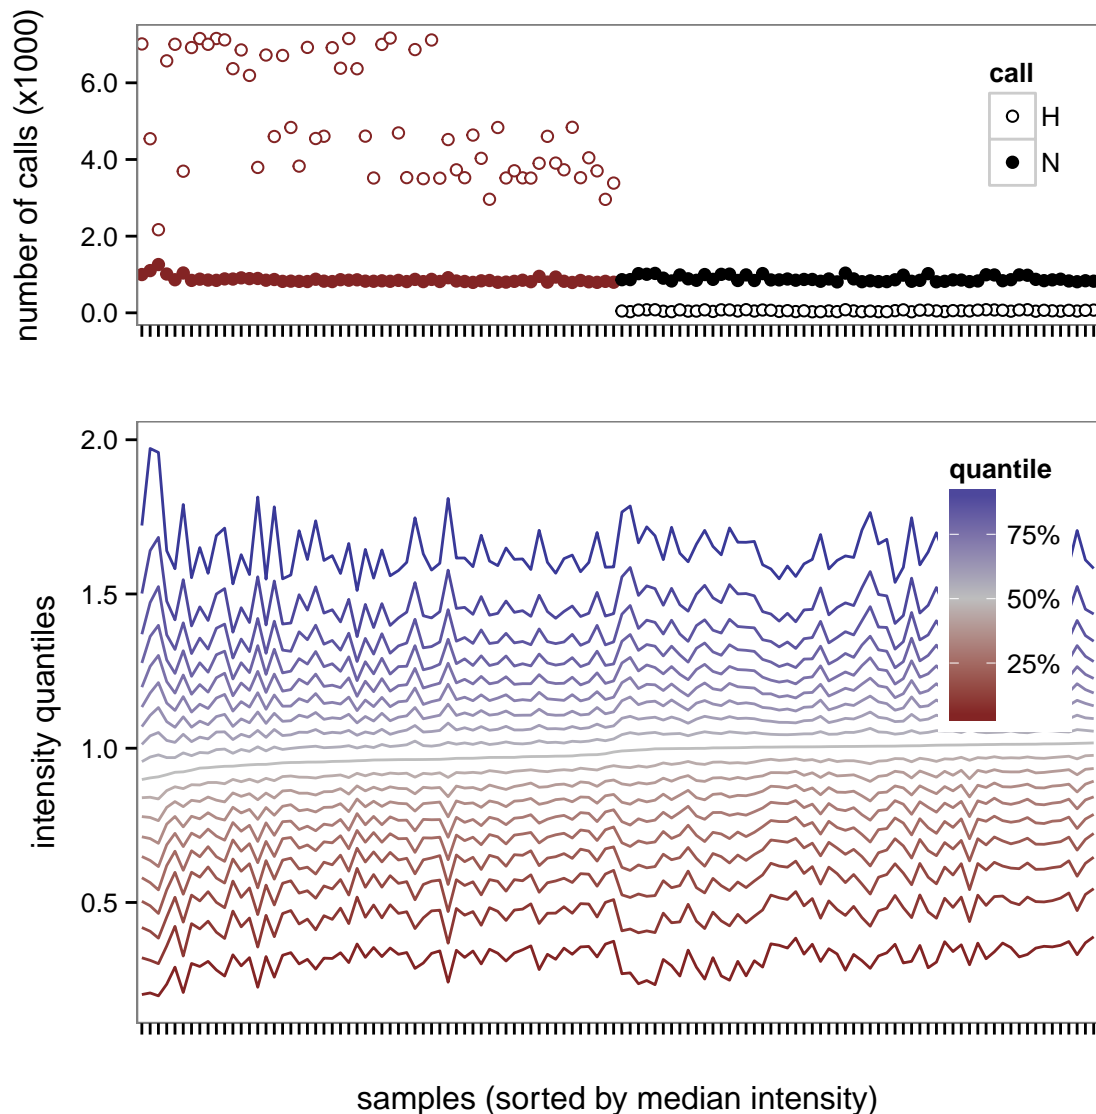 number of calls (x1000)
6.0
4.0
2.0
0.0
call
H
N
intensity quantiles
2.0
1.5
1.0
0.5
quantile
75%
50%
25%
samples (sorted by median intensity)